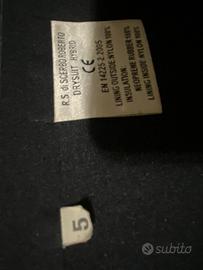 R.S. di SCERBO ROBERTO
DRYSUIT HYBRID
CE
EN 14225-2:2005
LINING OUTSIDE: NYLON 100%
INSULATION:
NEOPRENE RUBBER 100%
LINING INSIDE: NYLON 100%
5
subito